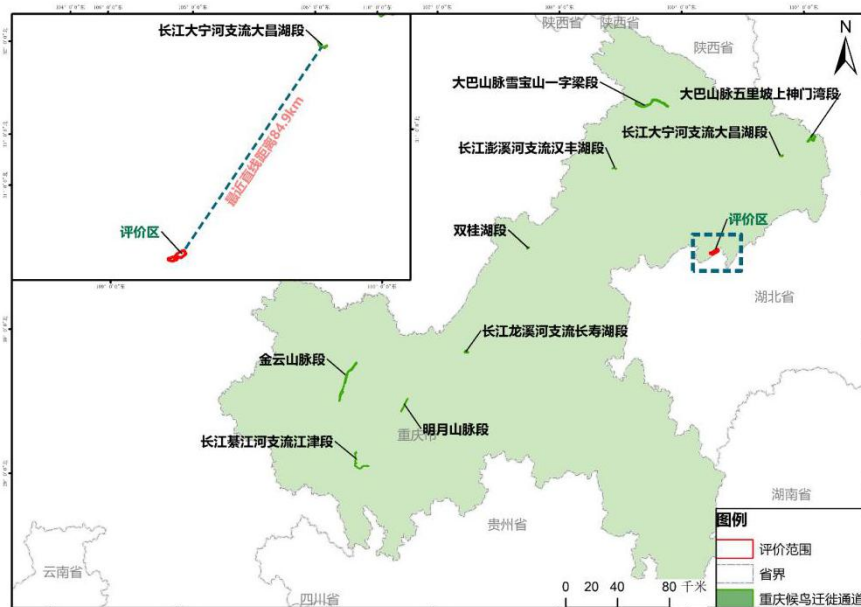 长江大宁河支流大昌湖段
最近直线距离84.9km
评价区
陕西省
陕西省
陕西省
N
大巴山脉雪宝山一字梁段
大巴山脉五里坡上神门湾段
长江大宁河支流大昌湖段
长江澎溪河支流汉丰湖段
评价区
双桂湖段
湖北省
长江龙溪河支流长寿湖段
金云山脉段
明月山脉段
重庆市
长江綦江河支流江津段
湖南省
贵州省
云南省
四川省
0 20 40 80 千米
图例
评价范围
省界
重庆候鸟迁徙通道